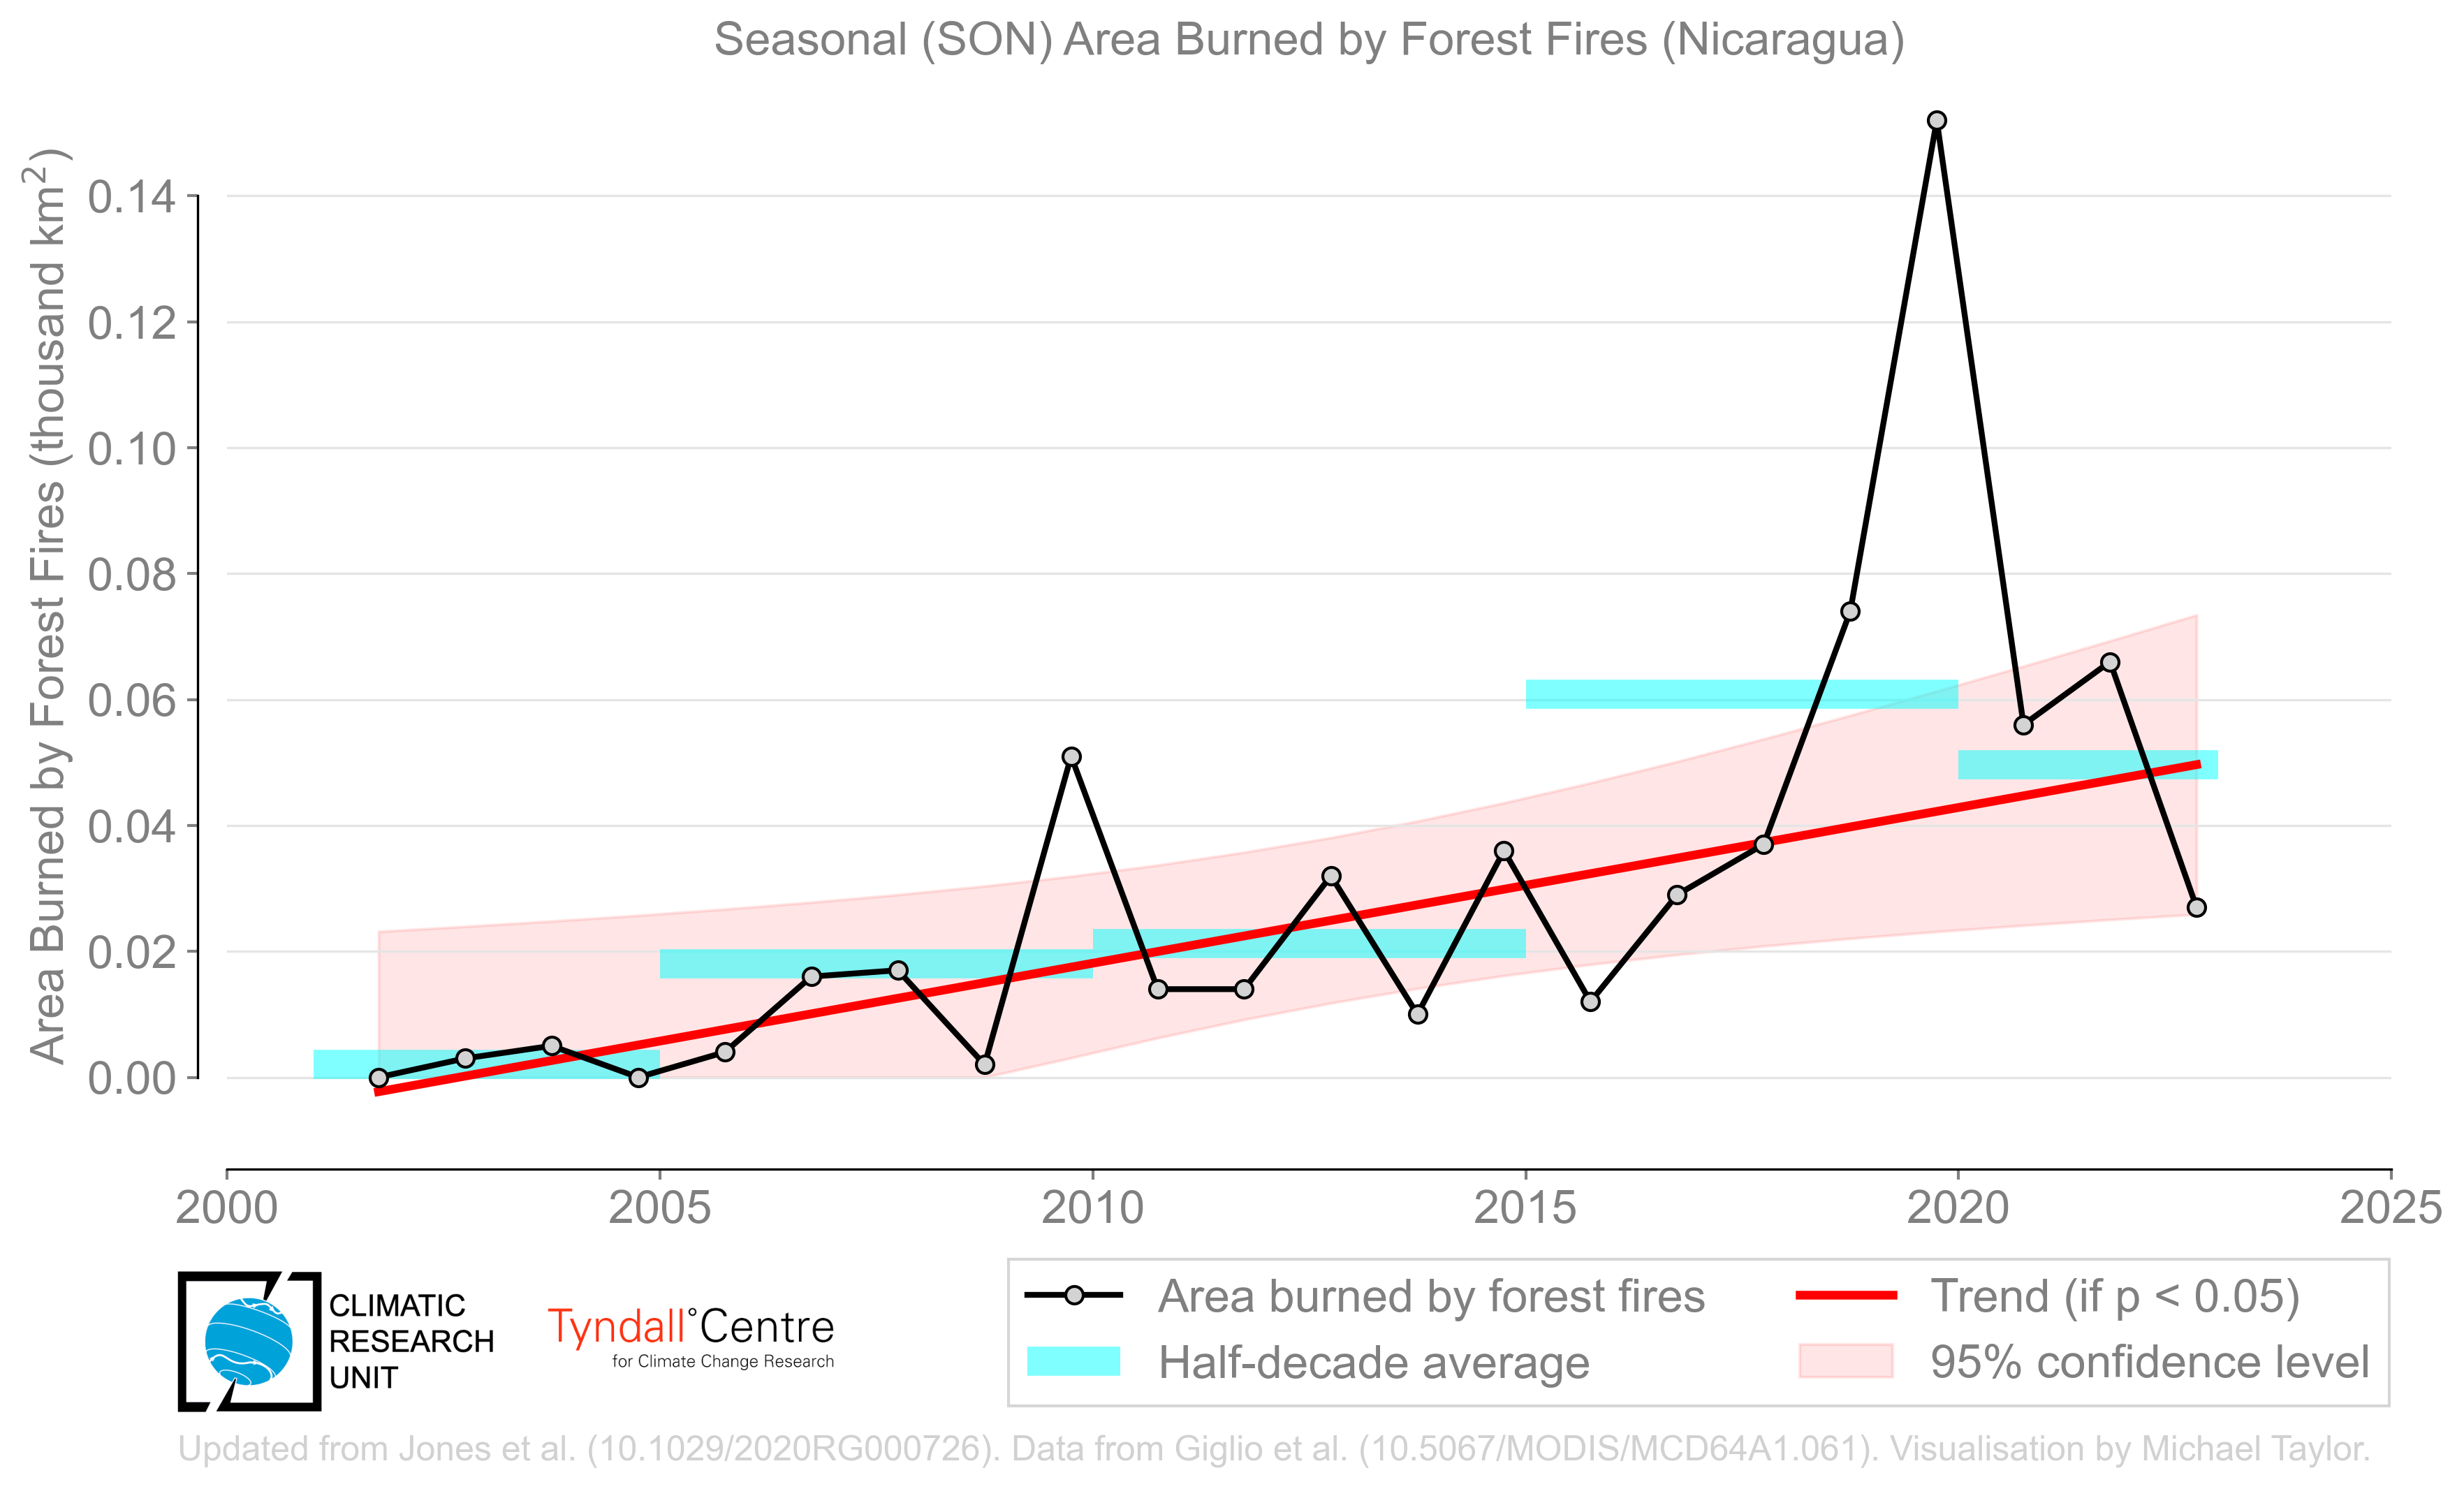 Seasonal (SON) Area Burned by Forest Fires (Nicaragua)
Area Burned by Forest Fires (thousand km²)
0.14
0.12
0.10
0.08
0.06
0.04
0.02
0.00
2000 2005 2010 2015 2020 2025
CLIMATIC
RESEARCH
UNIT
Tyndall°Centre
for Climate Change Research
Area burned by forest fires
Half-decade average
Trend (if p < 0.05)
95% confidence level
Updated from Jones et al. (10.1029/2020RG000726). Data from Giglio et al. (10.5067/MODIS/MCD64A1.061). Visualisation by Michael Taylor.